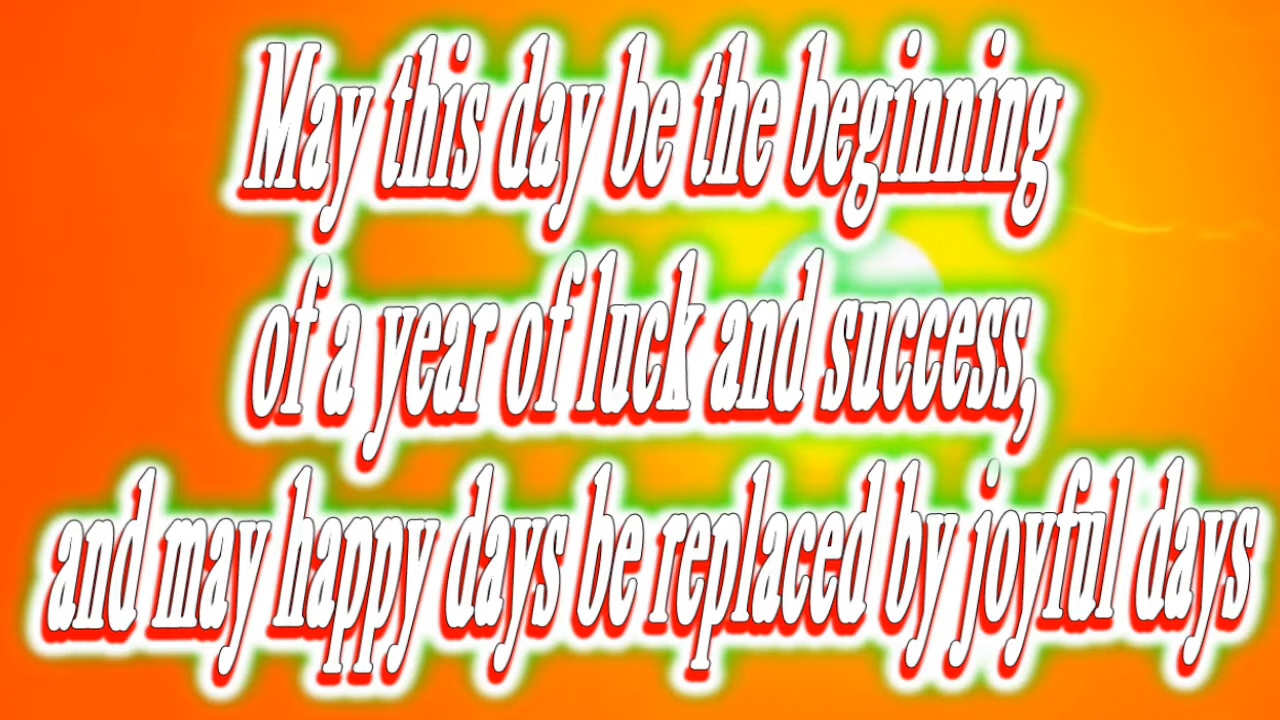 May this day be the beginning
of a year of luck and success,
and may happy days be replaced by joyful days